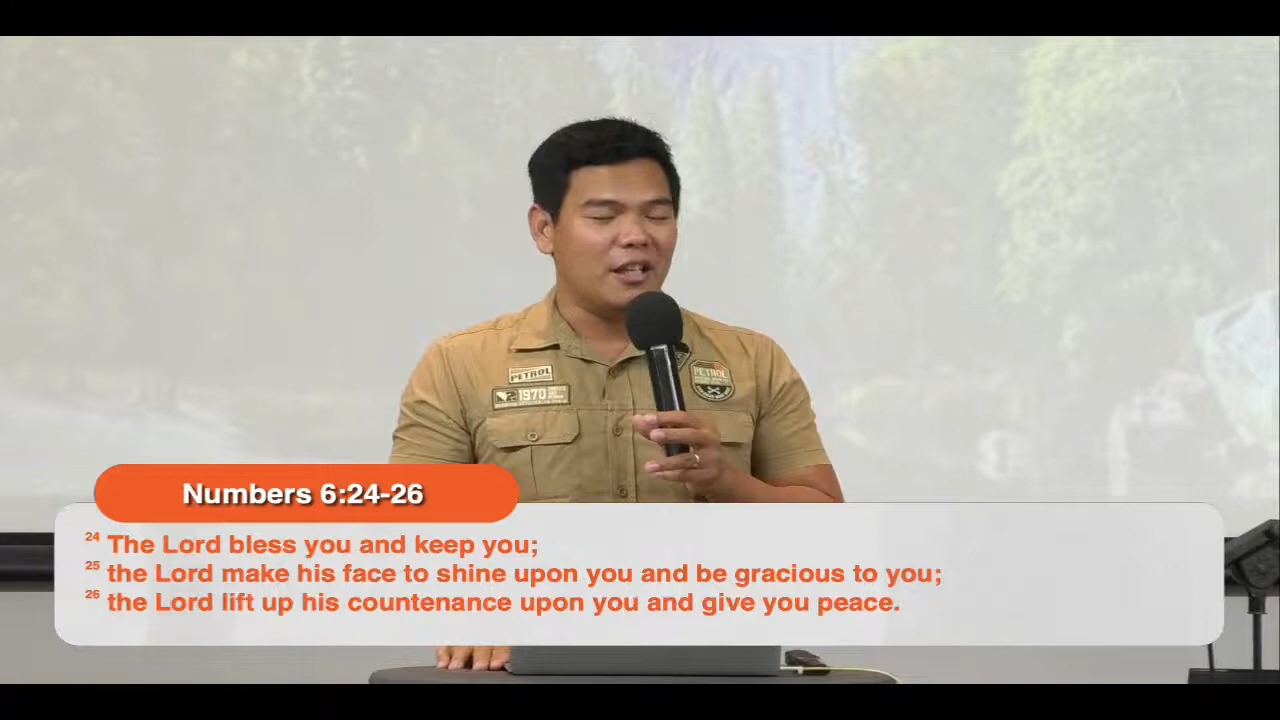 PETROL
1970
PETROL
Numbers 6:24-26
24 The Lord bless you and keep you;
25 the Lord make his face to shine upon you and be gracious to you;
26 the Lord lift up his countenance upon you and give you peace.